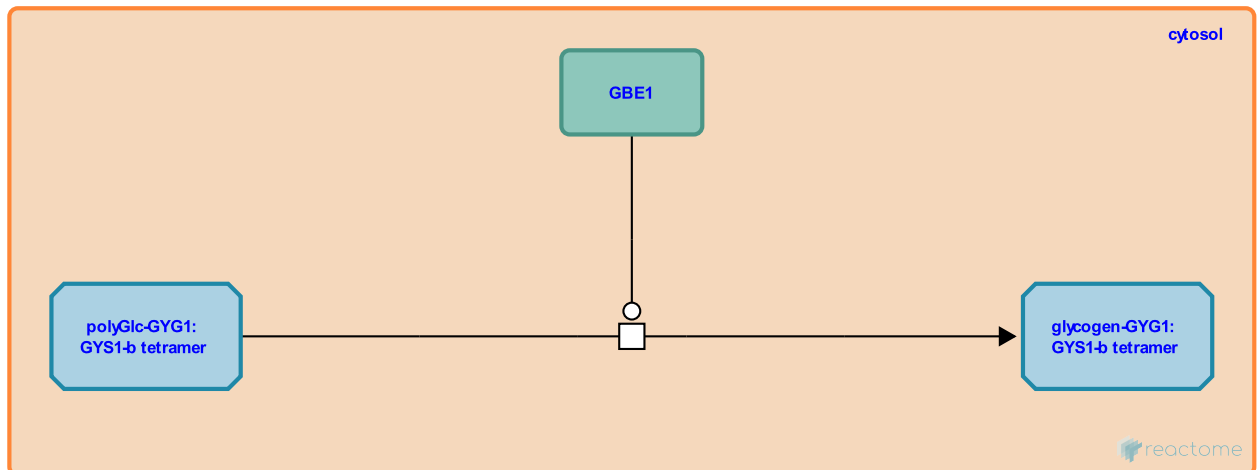 cytosol
GBE1
polyGlc-GYG1:
GYS1-b tetramer
glycogen-GYG1:
GYS1-b tetramer
reactome